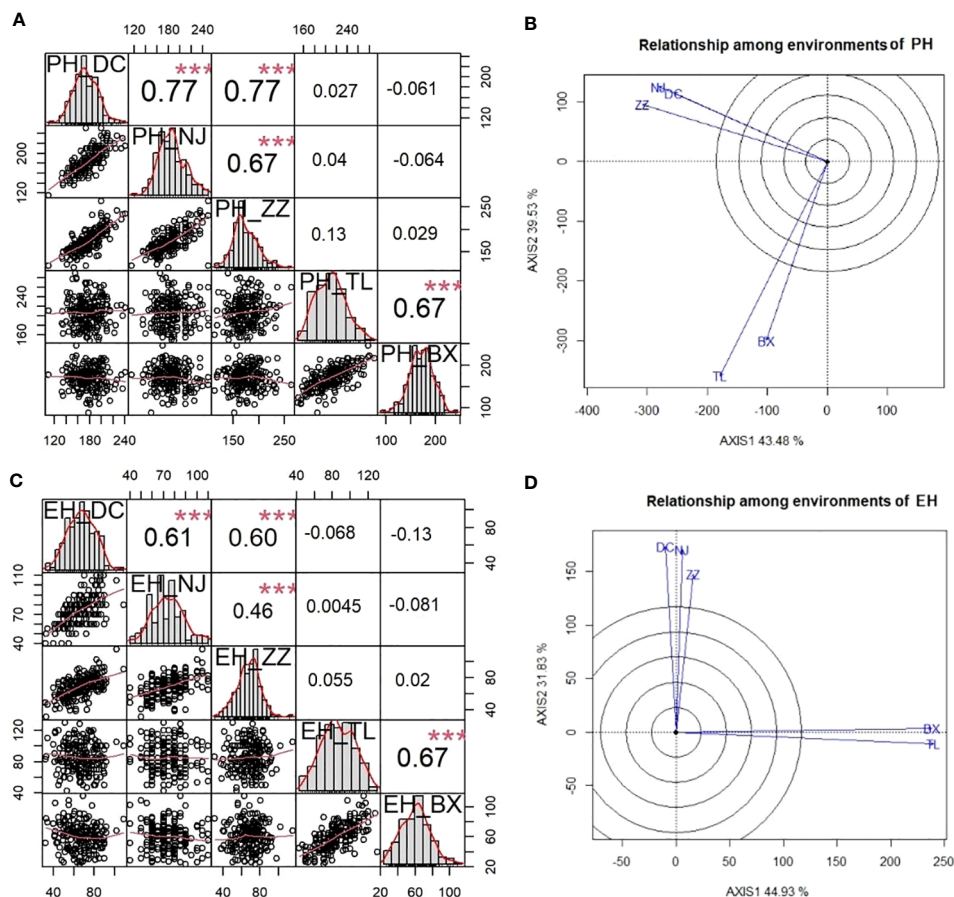 A
120 180 240
160 240
PH_DC
0.77 ***
0.77 ***
0.027
-0.061
120 200
200
120
PH_NJ
0.67 ***
0.04
-0.064
PH_ZZ
0.13
0.029
150 250
240
160
PH_TL
0.67 ***
PH_BX
100 200
120 180 240
150 250
100 200
B
Relationship among environments of PH
NJ
DC
ZZ
BX
TL
100
0
-100
-200
-300
AXIS2 39.53 %
-400 -300 -200 -100 0 100
AXIS1 43.48 %
C
40 70 100
40 80 120
EH_DC
0.61 ***
0.60 ***
-0.068
-0.13
40 80
110
40 60 80
EH_NJ
0.46 ***
0.0045
-0.081
EH_ZZ
0.055
0.02
40 80
120
80
40
EH_TL
0.67 ***
EH_BX
20 60 100
40 80
40 80
20 60 100
D
Relationship among environments of EH
DC
NJ
ZZ
BX
TL
150
100
50
0
-50
AXIS2 31.83 %
-50 0 50 100 150 200 250
AXIS1 44.93 %